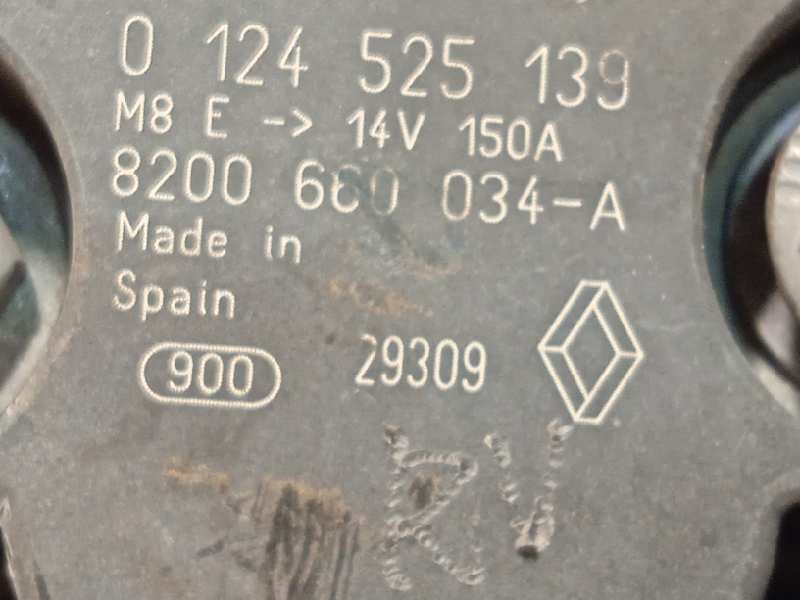 0 124 525 139
M8 E -> 14V 150A
8200 660 034-A
Made in
Spain
900 29309
RV